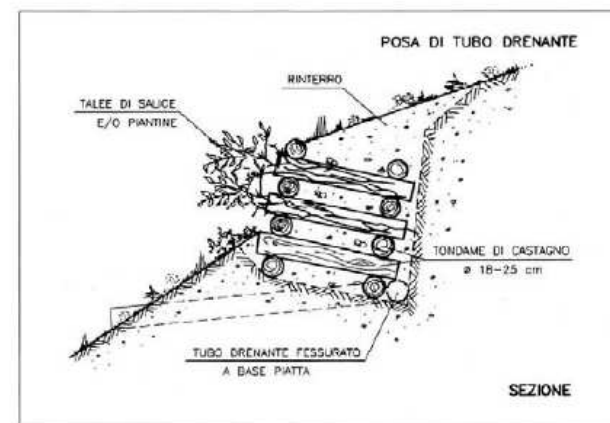 POSA DI TUBO DRENANTE
RINTERRO
TALEE DI SALICE
E/O PIANTINE
TONDAME DI CASTAGNO
ø 18-25 cm
TUBO DRENANTE FESSURATO
A BASE PIATTA
SEZIONE